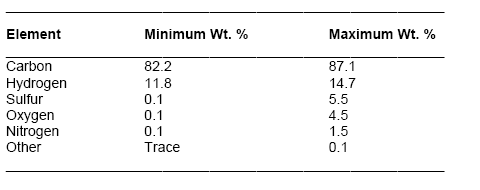 Element Minimum Wt. % Maximum Wt. %
Carbon 82.2 87.1
Hydrogen 11.8 14.7
Sulfur 0.1 5.5
Oxygen 0.1 4.5
Nitrogen 0.1 1.5
Other Trace 0.1